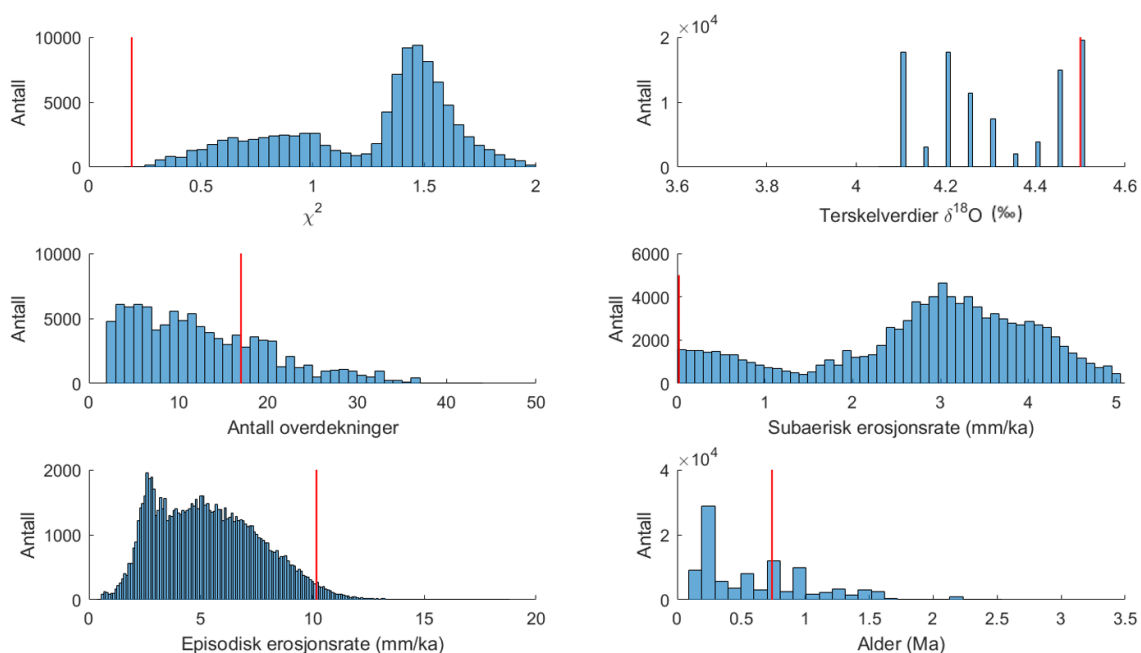 10000
5000
0
Antall
0 0.5 1 1.5 2
χ²
×10⁴
2
1
0
Antall
3.6 3.8 4 4.2 4.4 4.6
Terskelverdier δ¹⁸O (‰)
10000
5000
0
Antall
0 10 20 30 40 50
Antall overdekninger
6000
4000
2000
0
Antall
0 1 2 3 4 5
Subaerisk erosjonsrate (mm/ka)
2000
1000
0
Antall
0 5 10 15 20
Episodisk erosjonsrate (mm/ka)
×10⁴
4
2
0
Antall
0 0.5 1 1.5 2 2.5 3 3.5
Alder (Ma)